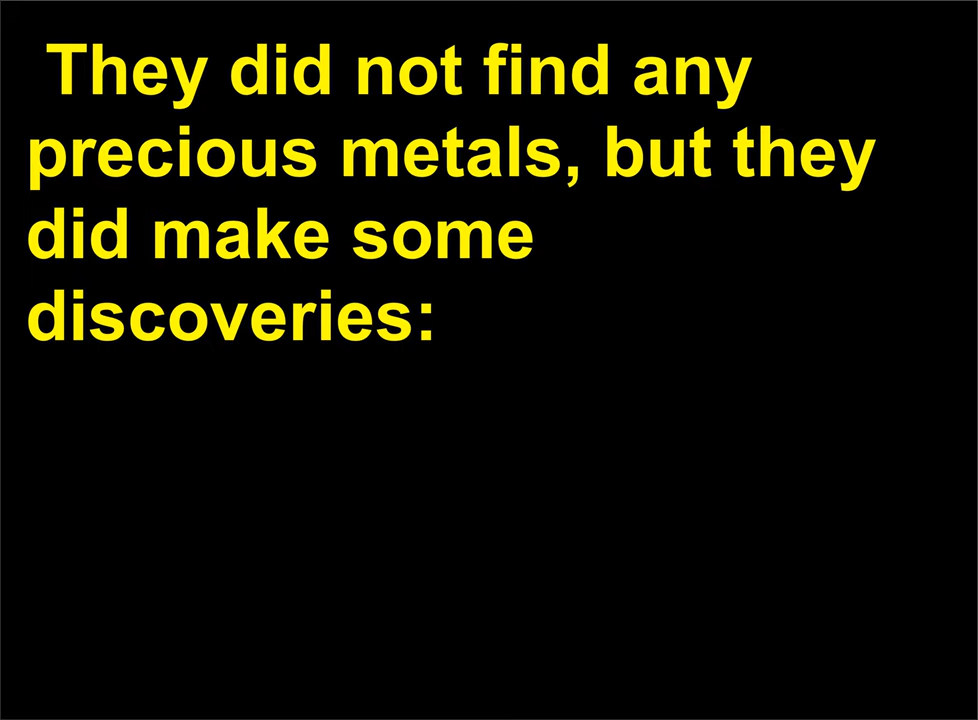 They did not find any
precious metals, but they
did make some
discoveries: